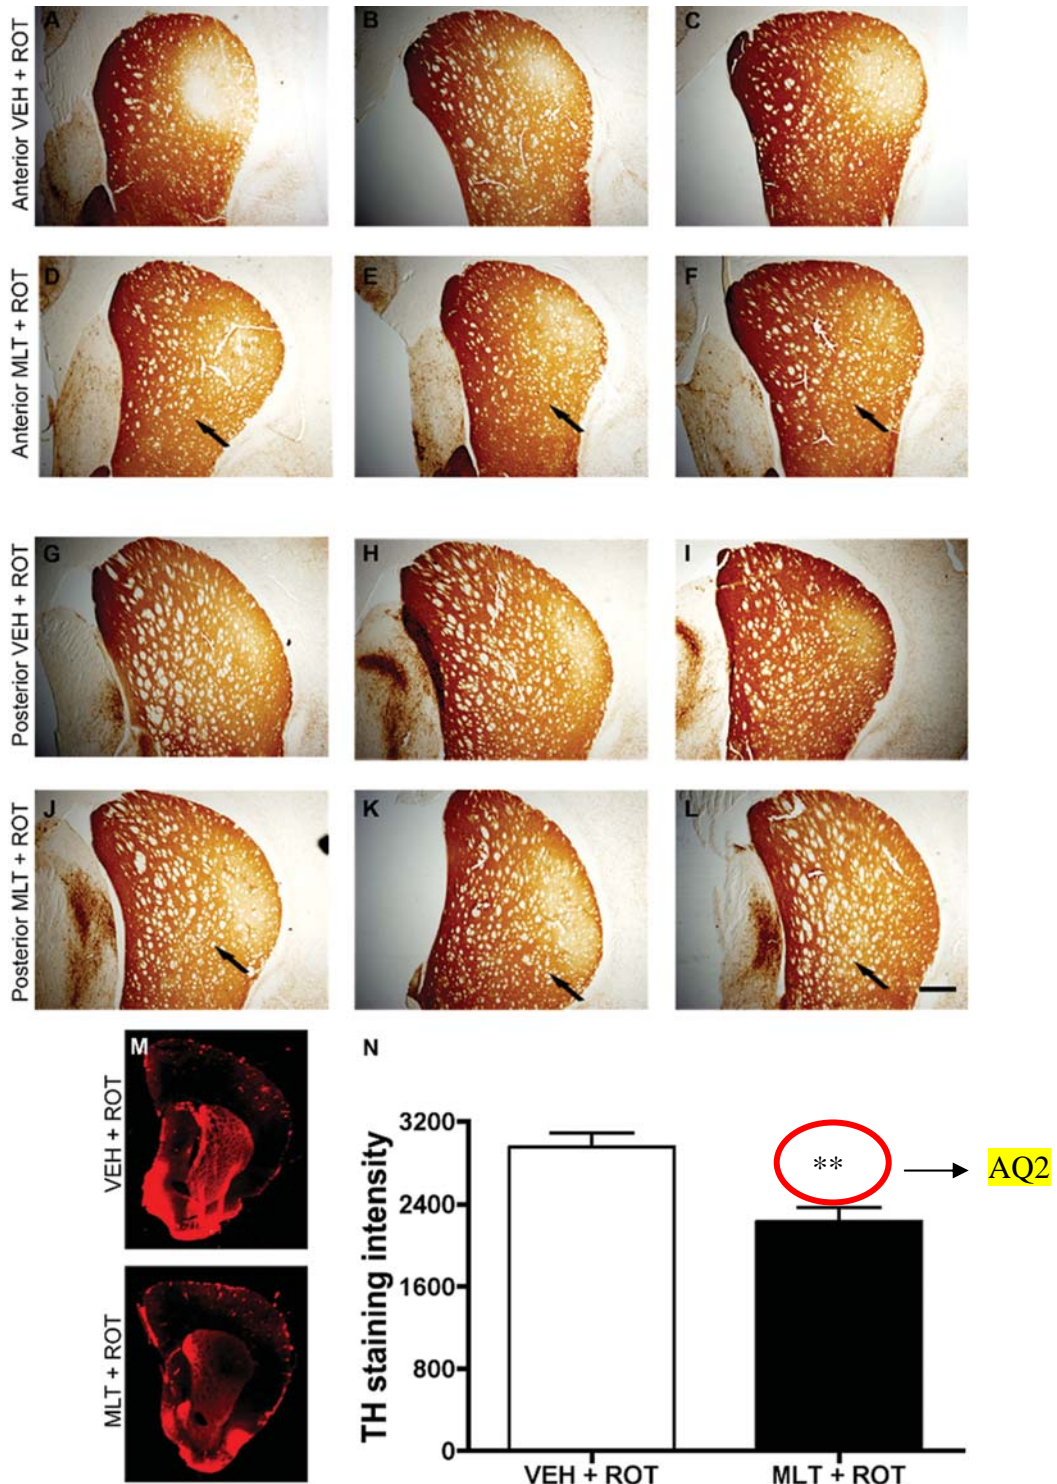 Anterior VEH + ROT
A
B
C
Anterior MLT + ROT
D
E
F
Posterior VEH + ROT
G
H
I
Posterior MLT + ROT
J
K
L
VEH + ROT
M
MLT + ROT
N
TH staining intensity
3200
2400
1600
800
0
**
AQ2
VEH + ROT
MLT + ROT